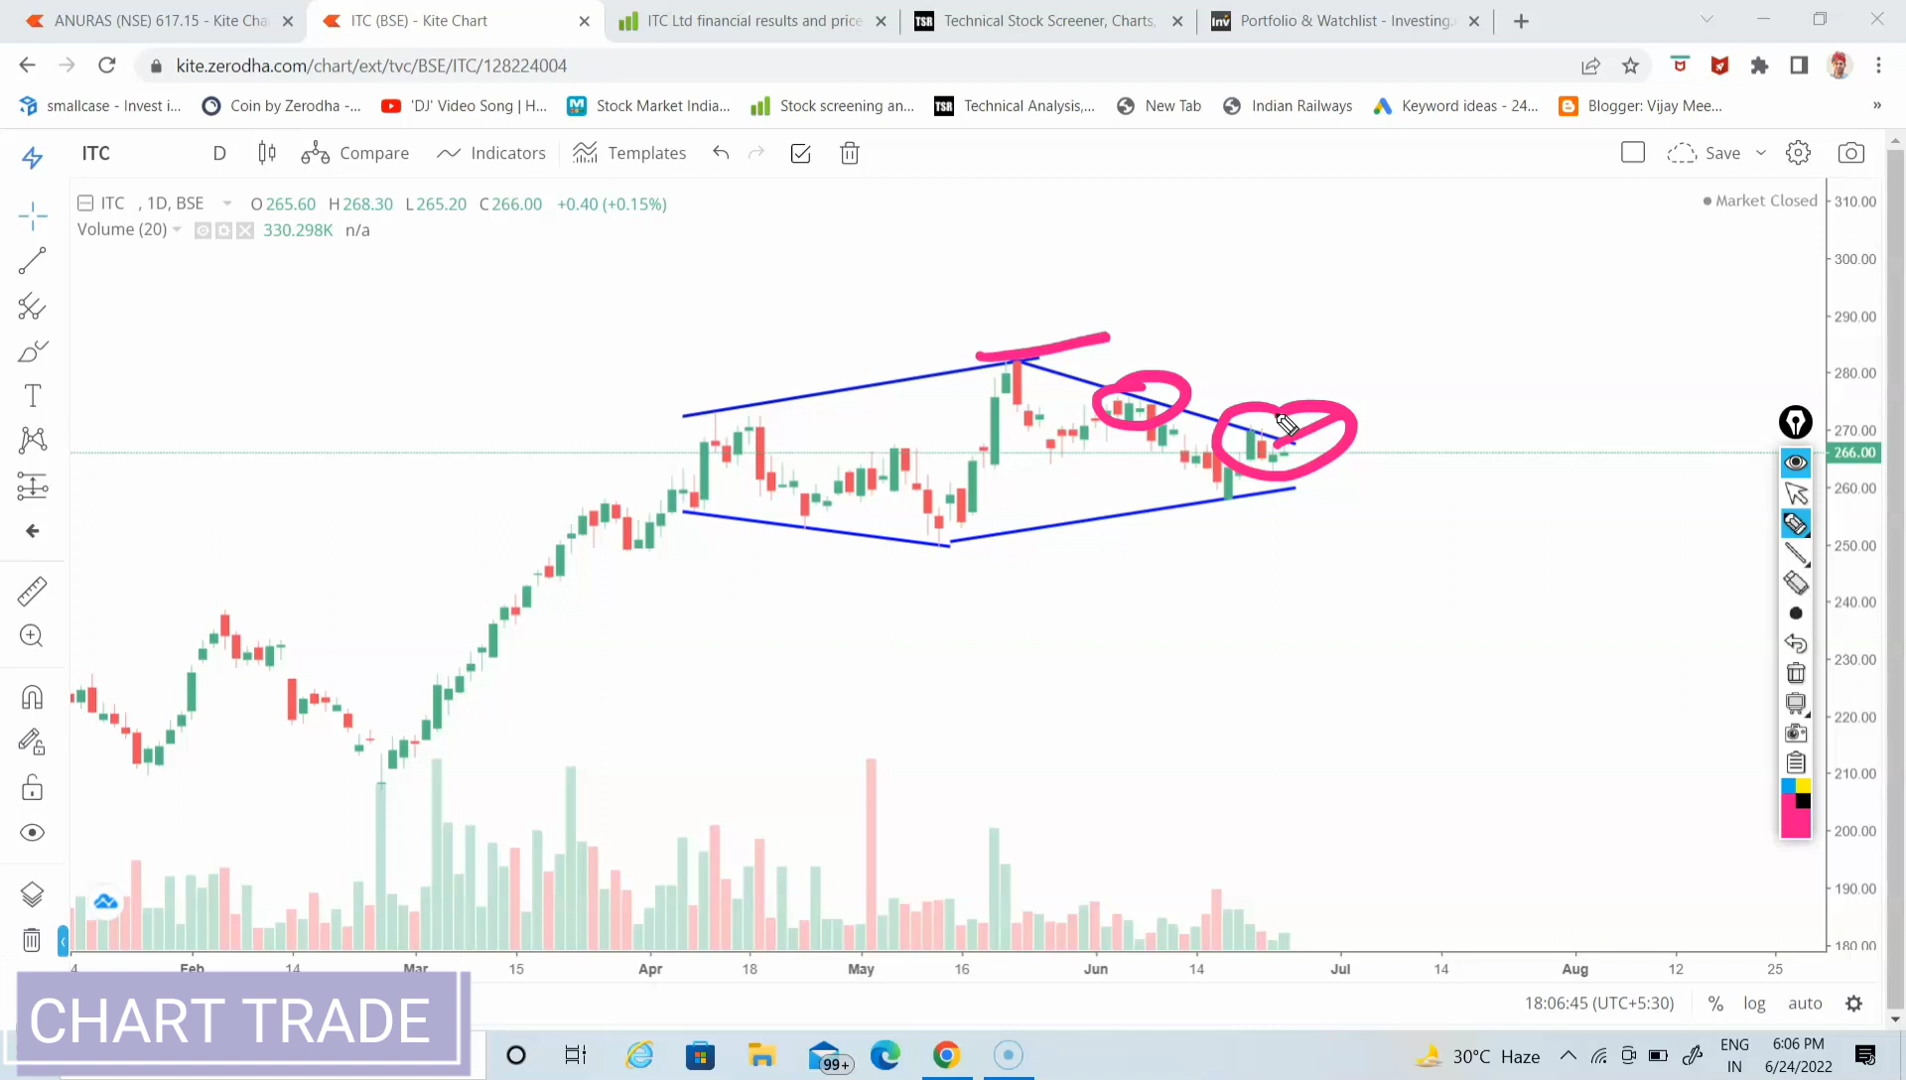 ANURAS (NSE) 617.15 - Kite Cha
ITC (BSE) - Kite Chart
ITC Ltd financial results and price
TSR
Technical Stock Screener, Charts,
Inv
Portfolio & Watchlist - Investing.
kite.zerodha.com/chart/ext/tvc/BSE/ITC/128224004
smallcase - Invest i...
Coin by Zerodha -...
'DJ' Video Song | H...
M
Stock Market India...
Stock screening an...
TSR
Technical Analysis,...
New Tab
Indian Railways
Keyword ideas - 24...
Blogger: Vijay Mee...
»
ITC
D
Compare
Indicators
Templates
Save
ITC , 1D, BSE
O 265.60 H 268.30 L 265.20 C 266.00 +0.40 (+0.15%)
Market Closed
Volume (20)
330.298K n/a
310.00
300.00
290.00
280.00
270.00
266.00
260.00
250.00
240.00
230.00
220.00
210.00
200.00
190.00
180.00
T
4
Feb
14
Mar
15
Apr
18
May
16
Jun
14
Jul
14
Aug
12
25
18:06:45 (UTC+5:30)
%
log
auto
CHART TRADE
99+
30°C Haze
ENG
IN
6:06 PM
6/24/2022